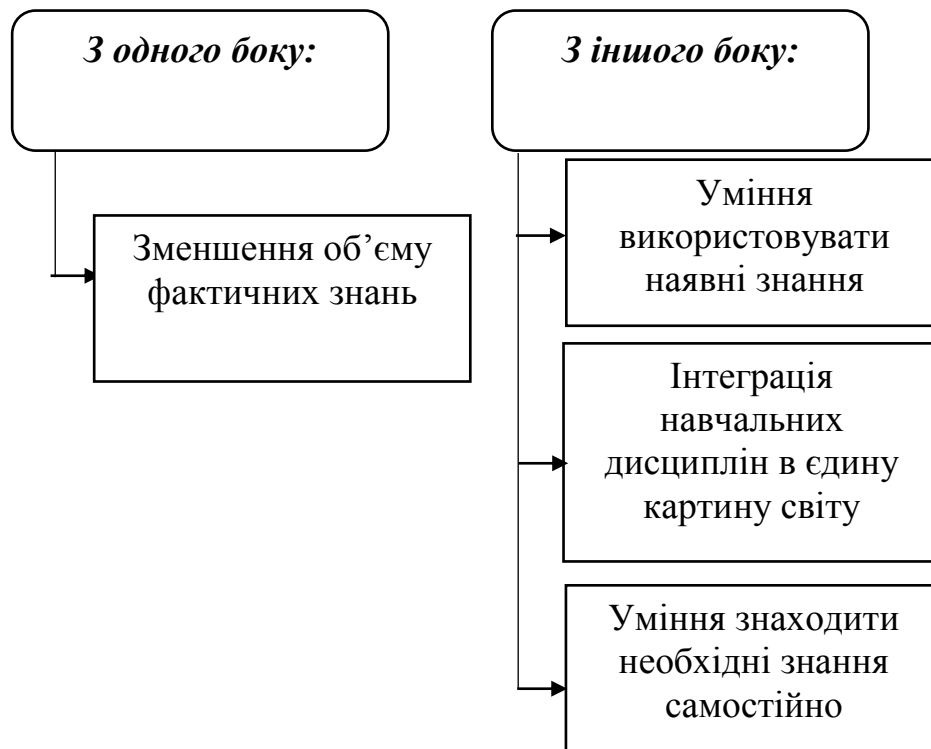 З одного боку:
Зменшення об’єму
фактичних знань
З іншого боку:
Уміння
використовувати
наявні знання
Інтеграція
навчальних
дисциплін в єдину
картину світу
Уміння знаходити
необхідні знання
самостійно